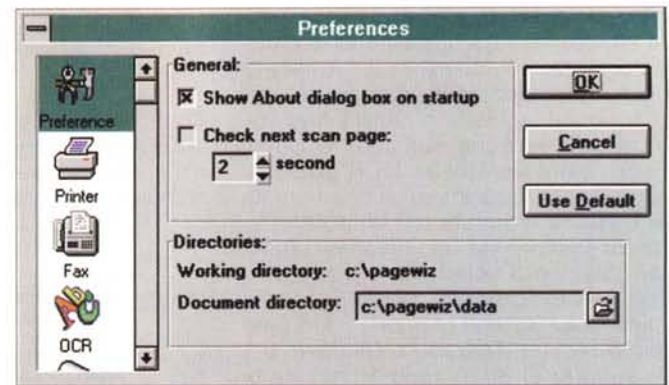 Preferences
Preference
Printer
Fax
OCR
General:
Show About dialog box on startup
Check next scan page:
2 second
Directories:
Working directory: c:\pagewiz
Document directory: c:\pagewiz\data
OK
Cancel
Use Default